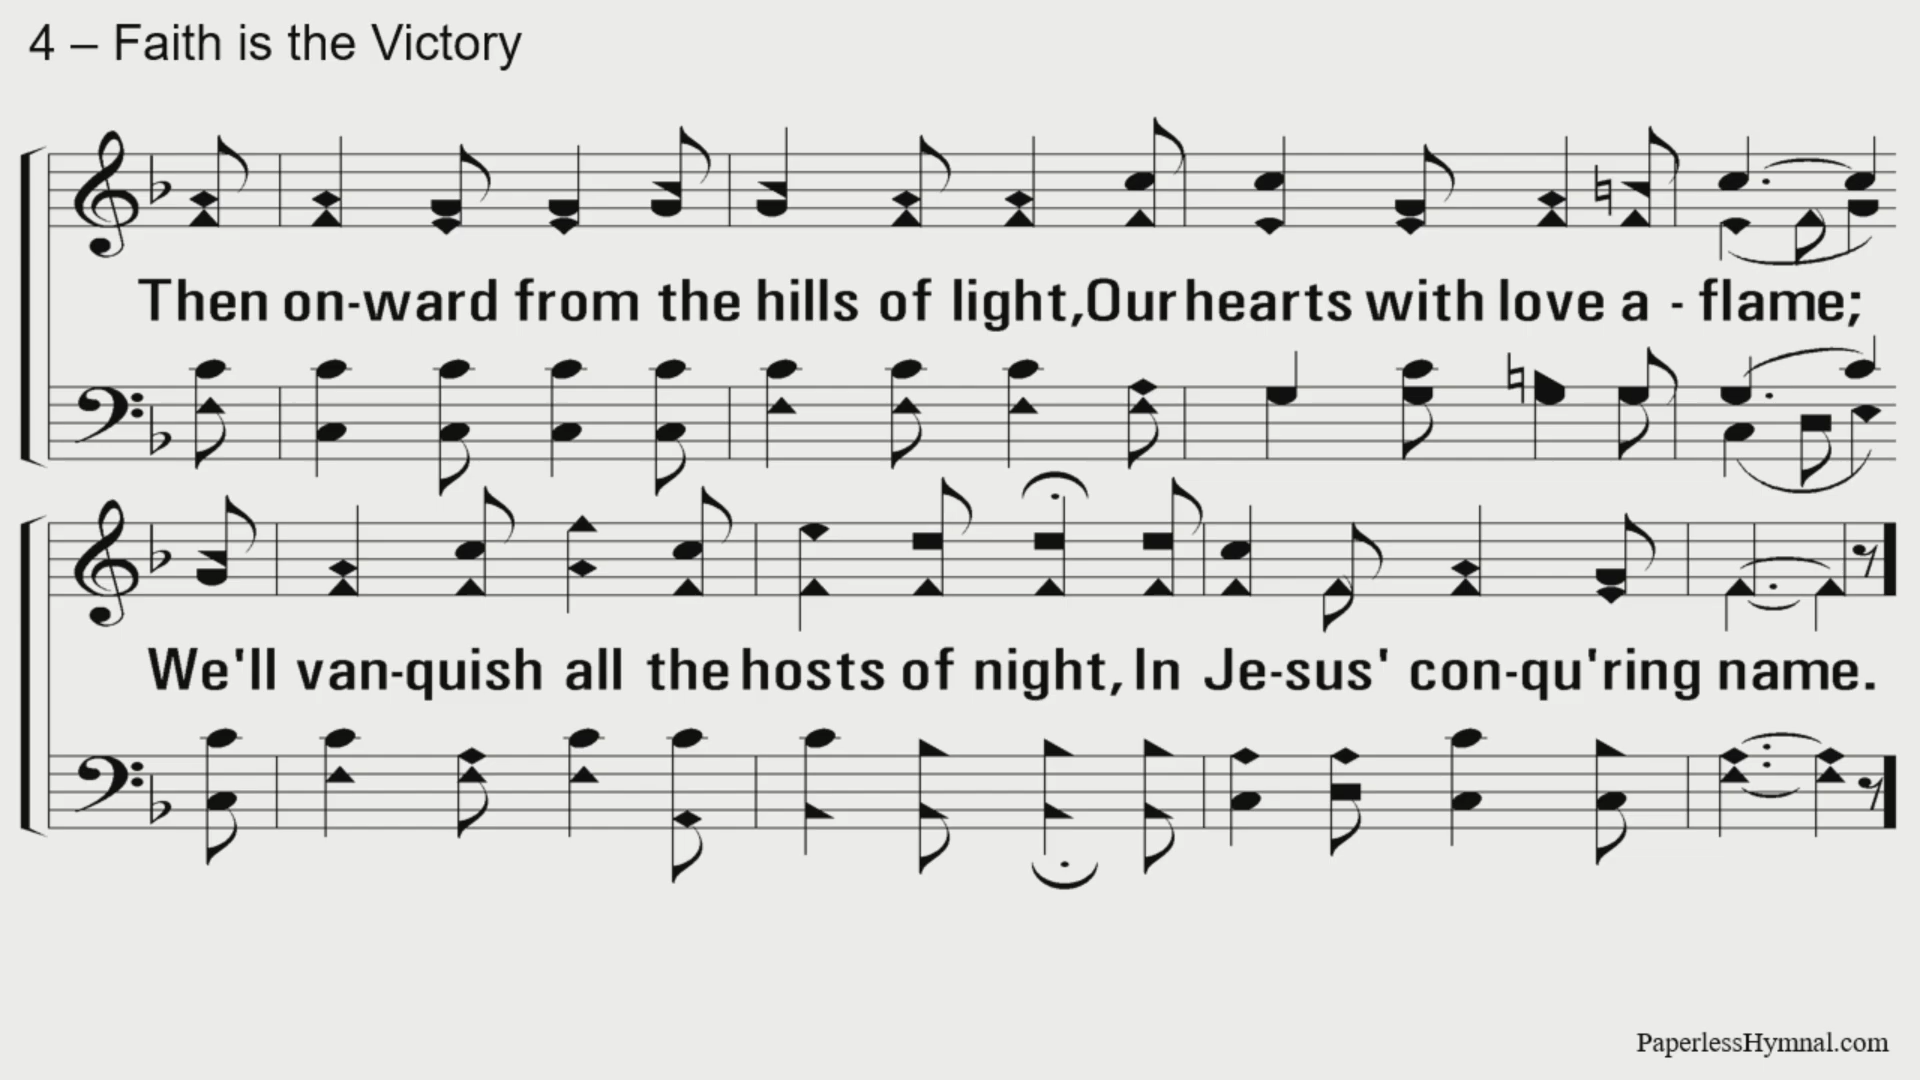 4 – Faith is the Victory
Then on-ward from the hills of light, Our hearts with love a - flame;
We'll van-quish all the hosts of night, In Je-sus' con-qu'ring name.
PaperlessHymnal.com